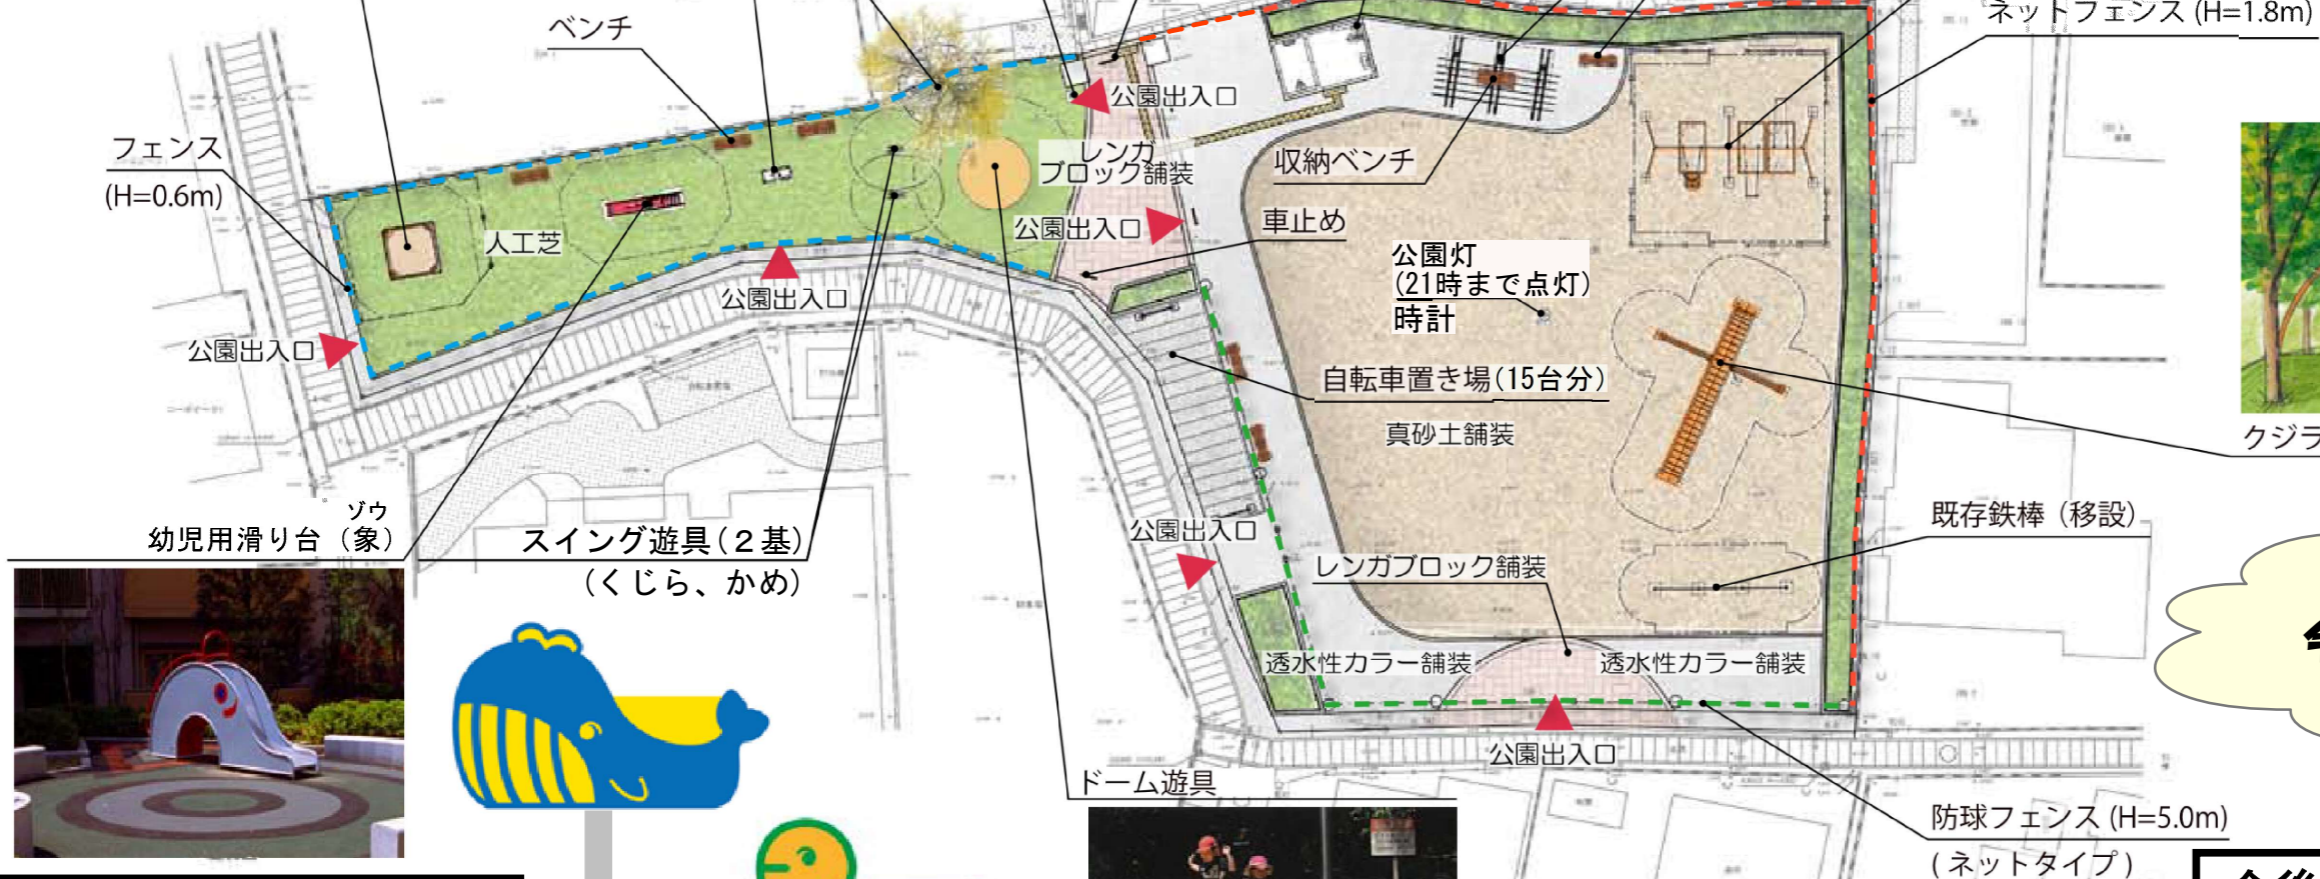 ベンチ
ネットフェンス (H=1.8m)
公園出入口
フェンス
(H=0.6m)
レンガ
ブロック舗装
収納ベンチ
人工芝
公園出入口
車止め
公園灯
(21時まで点灯)
時計
公園出入口
公園出入口
自転車置き場(15台分)
真砂土舗装
クジラ
ゾウ
幼児用滑り台（象）
スイング遊具(２基)
(くじら、かめ)
公園出入口
既存鉄棒（移設）
レンガブロック舗装
透水性カラー舗装
透水性カラー舗装
公園出入口
ドーム遊具
防球フェンス (H=5.0m)
(ネットタイプ)